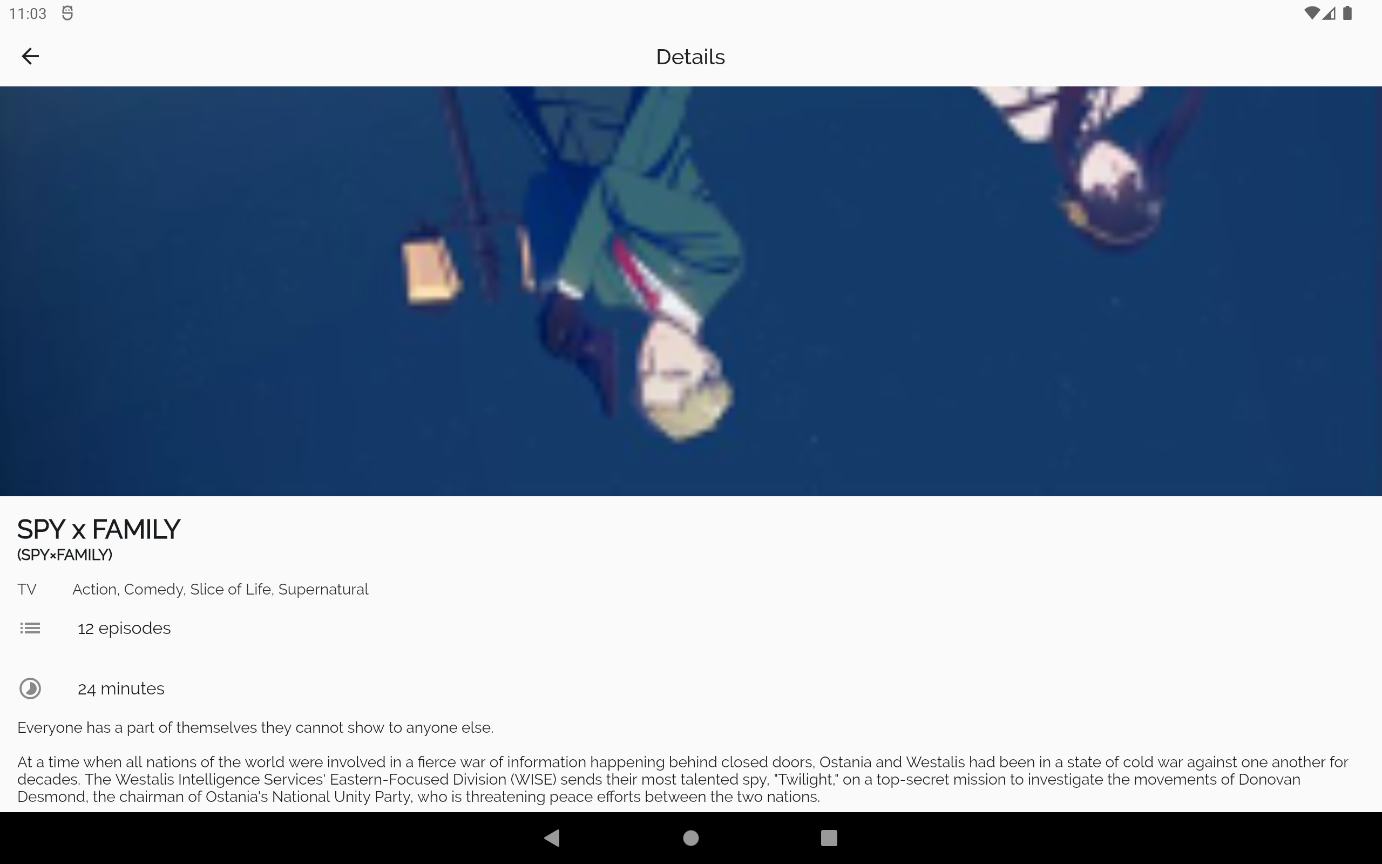 11:03
Details
SPY x FAMILY
(SPY×FAMILY)
TV Action, Comedy, Slice of Life, Supernatural
12 episodes
24 minutes
Everyone has a part of themselves they cannot show to anyone else.
At a time when all nations of the world were involved in a fierce war of information happening behind closed doors, Ostania and Westalis had been in a state of cold war against one another for
decades. The Westalis Intelligence Services' Eastern-Focused Division (WISE) sends their most talented spy, "Twilight," on a top-secret mission to investigate the movements of Donovan
Desmond, the chairman of Ostania's National Unity Party, who is threatening peace efforts between the two nations.